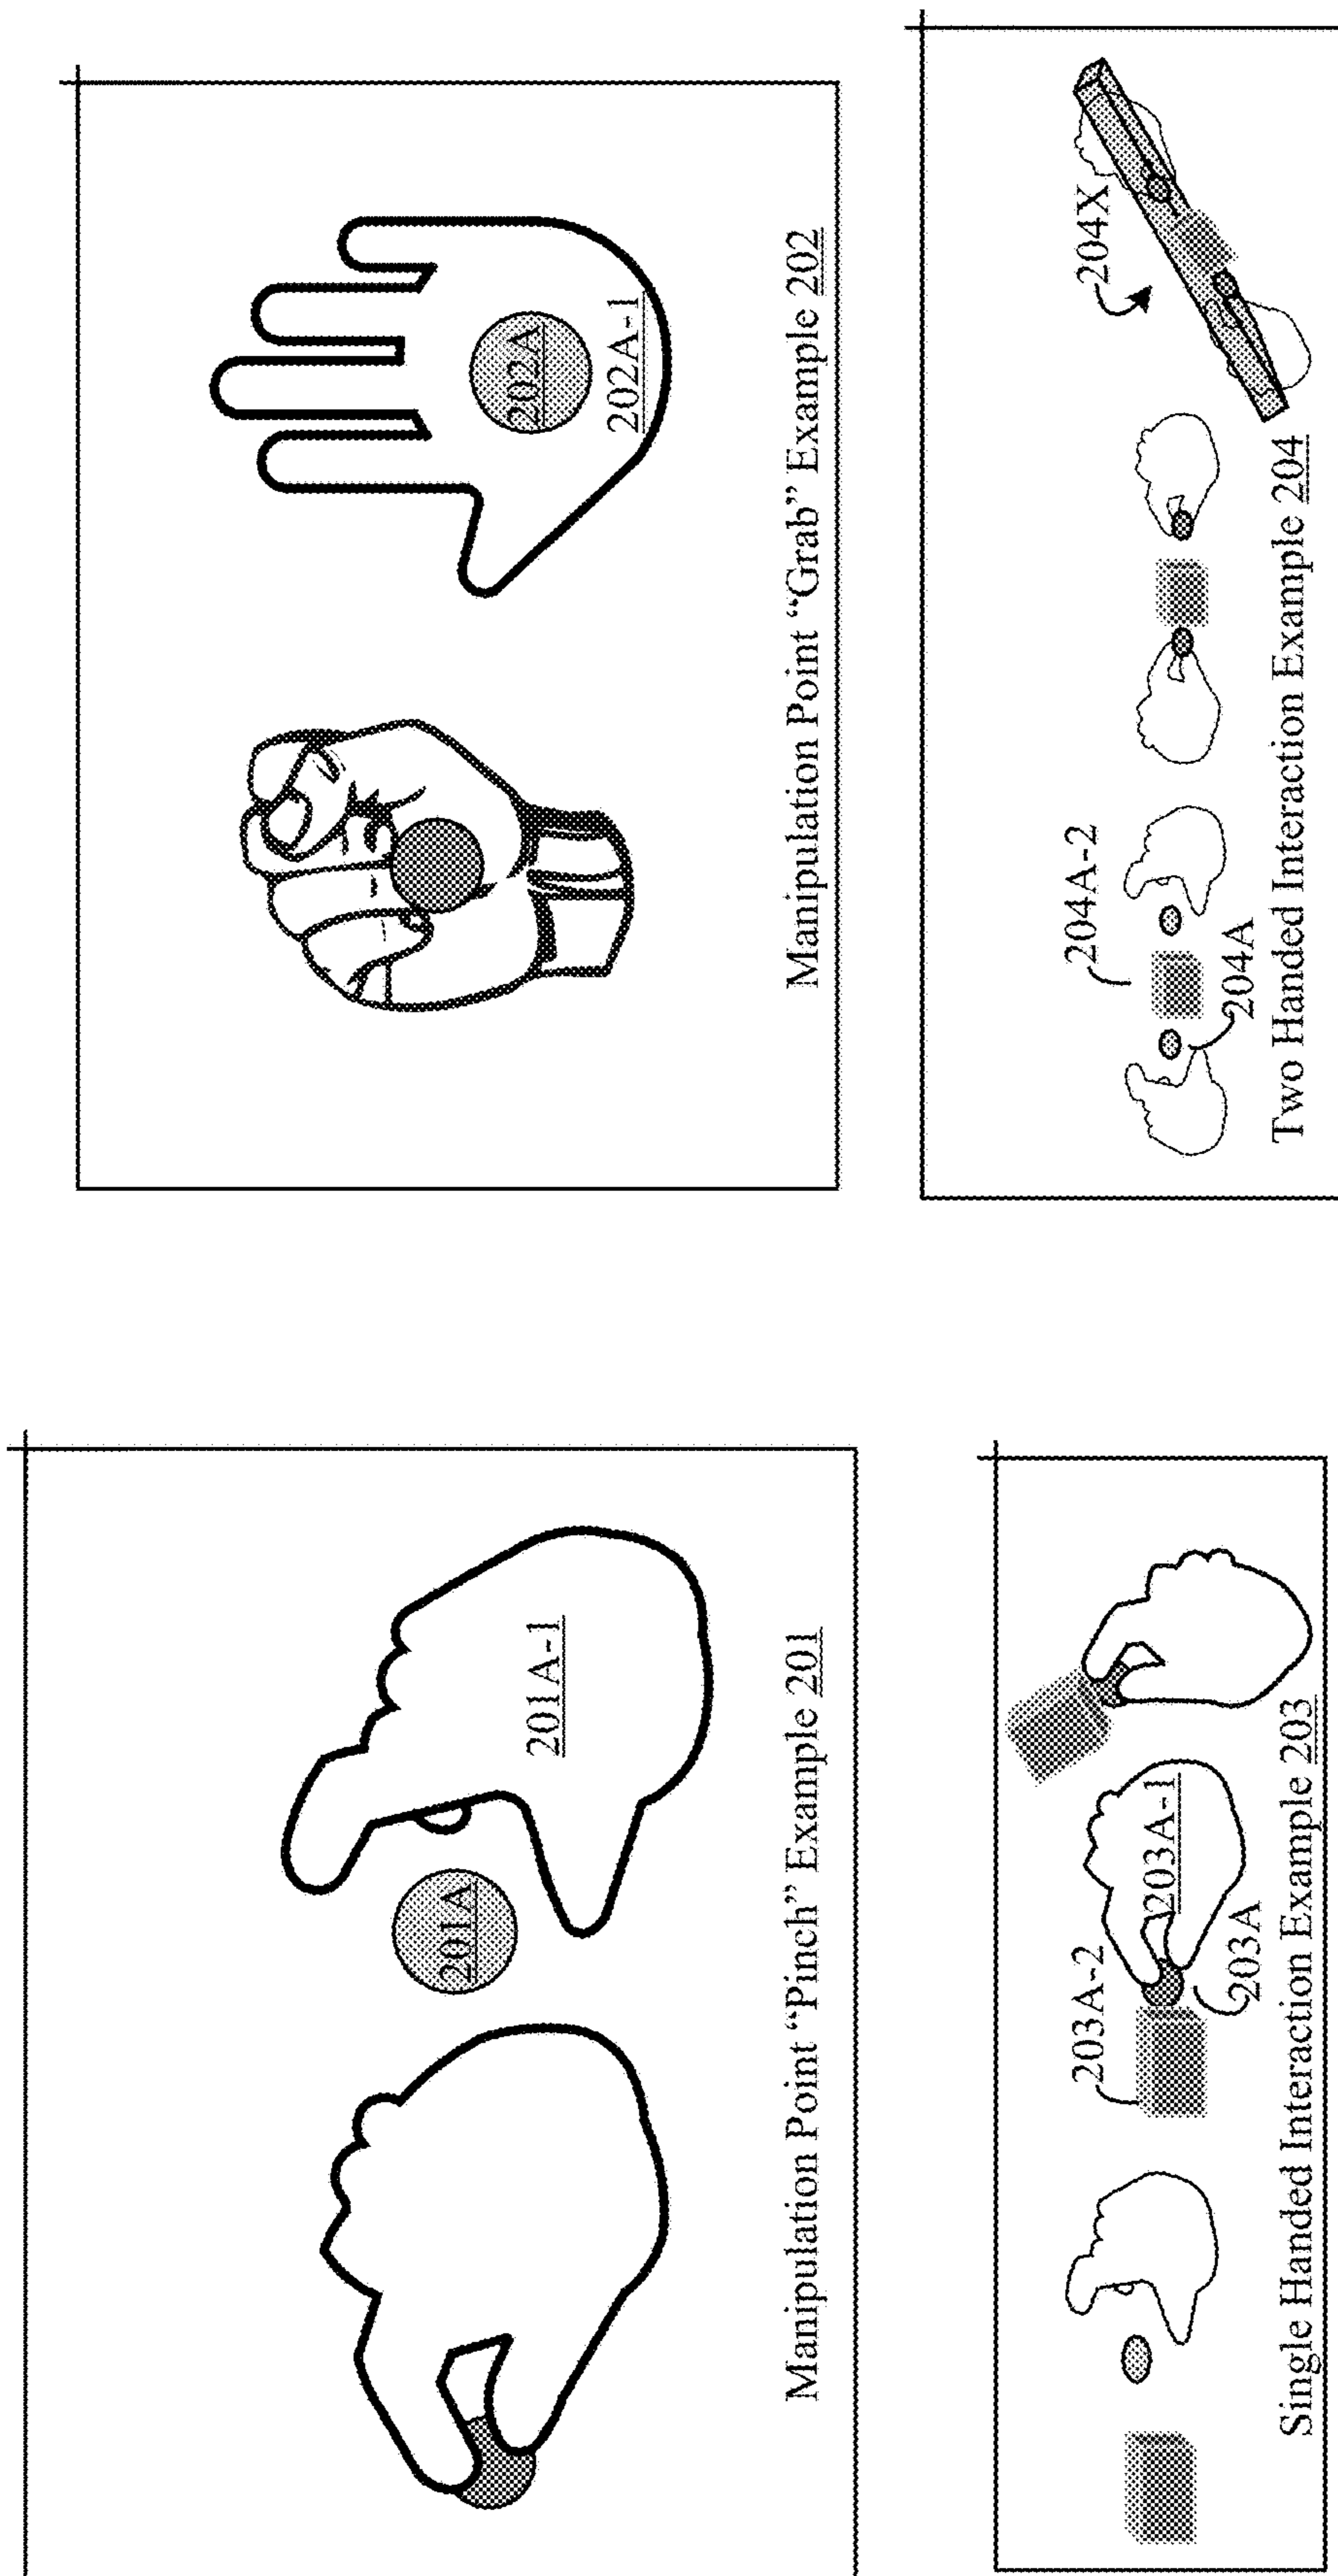 201A
201A-1
Manipulation Point “Pinch” Example 201
202A
202A-1
Manipulation Point “Grab” Example 202
203A-2
203A-1
203A
Single Handed Interaction Example 203
204A-2
204A
204X
Two Handed Interaction Example 204